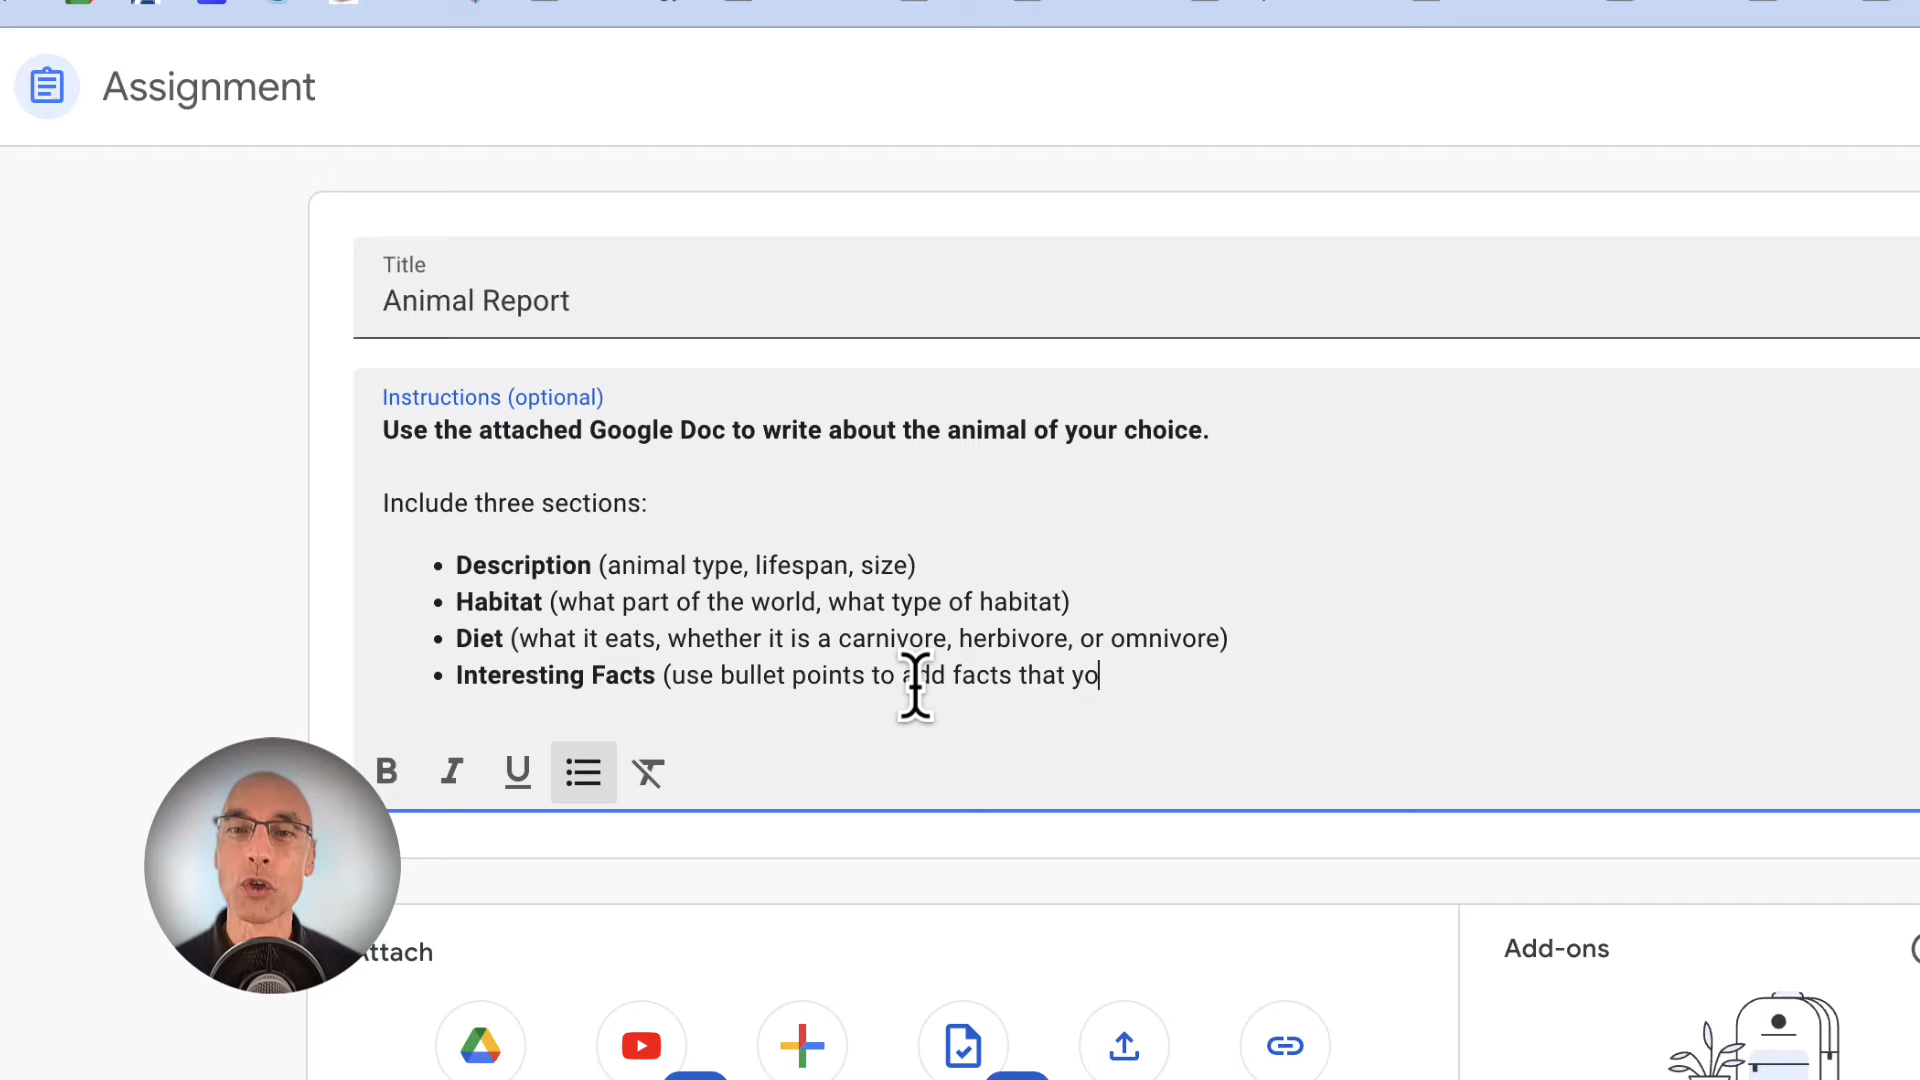 Assignment
Title
Animal Report
Instructions (optional)
Use the attached Google Doc to write about the animal of your choice.
Include three sections:
• Description (animal type, lifespan, size)
• Habitat (what part of the world, what type of habitat)
• Diet (what it eats, whether it is a carnivore, herbivore, or omnivore)
• Interesting Facts (use bullet points to add facts that yo
B I U
Attach
Add-ons